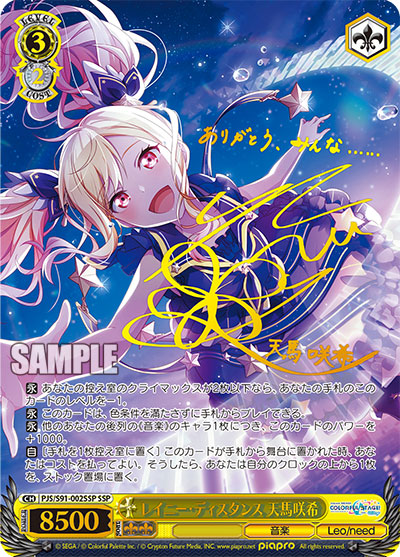 LEVEL
3
2
COST
ありがとう、みんな……
天馬 咲希
SAMPLE
永 あなたの控え室のクライマックスが2枚以下なら、あなたの手札のこの
カードのレベルを－1。
永 このカードは、色条件を満たさずに手札からプレイできる。
永 他のあなたの後列の《音楽》のキャラ1枚につき、このカードのパワーを
＋1000。
自 【手札を1枚控え室に置く】 このカードが手札から舞台に置かれた時、あな
たはコストを払ってよい。そうしたら、あなたは自分のクロックの上から1枚
を、ストック置場に置く。
CH PJS/S91-002SSP SSP
レイニー・ディスタンス 天馬咲希
POWER
8500
SOUL
音楽
Leo/need
COLORFUL STAGE!
© SEGA / © Colorful Palette Inc. / © Crypton Future Media, INC. www.piapro.net piapro